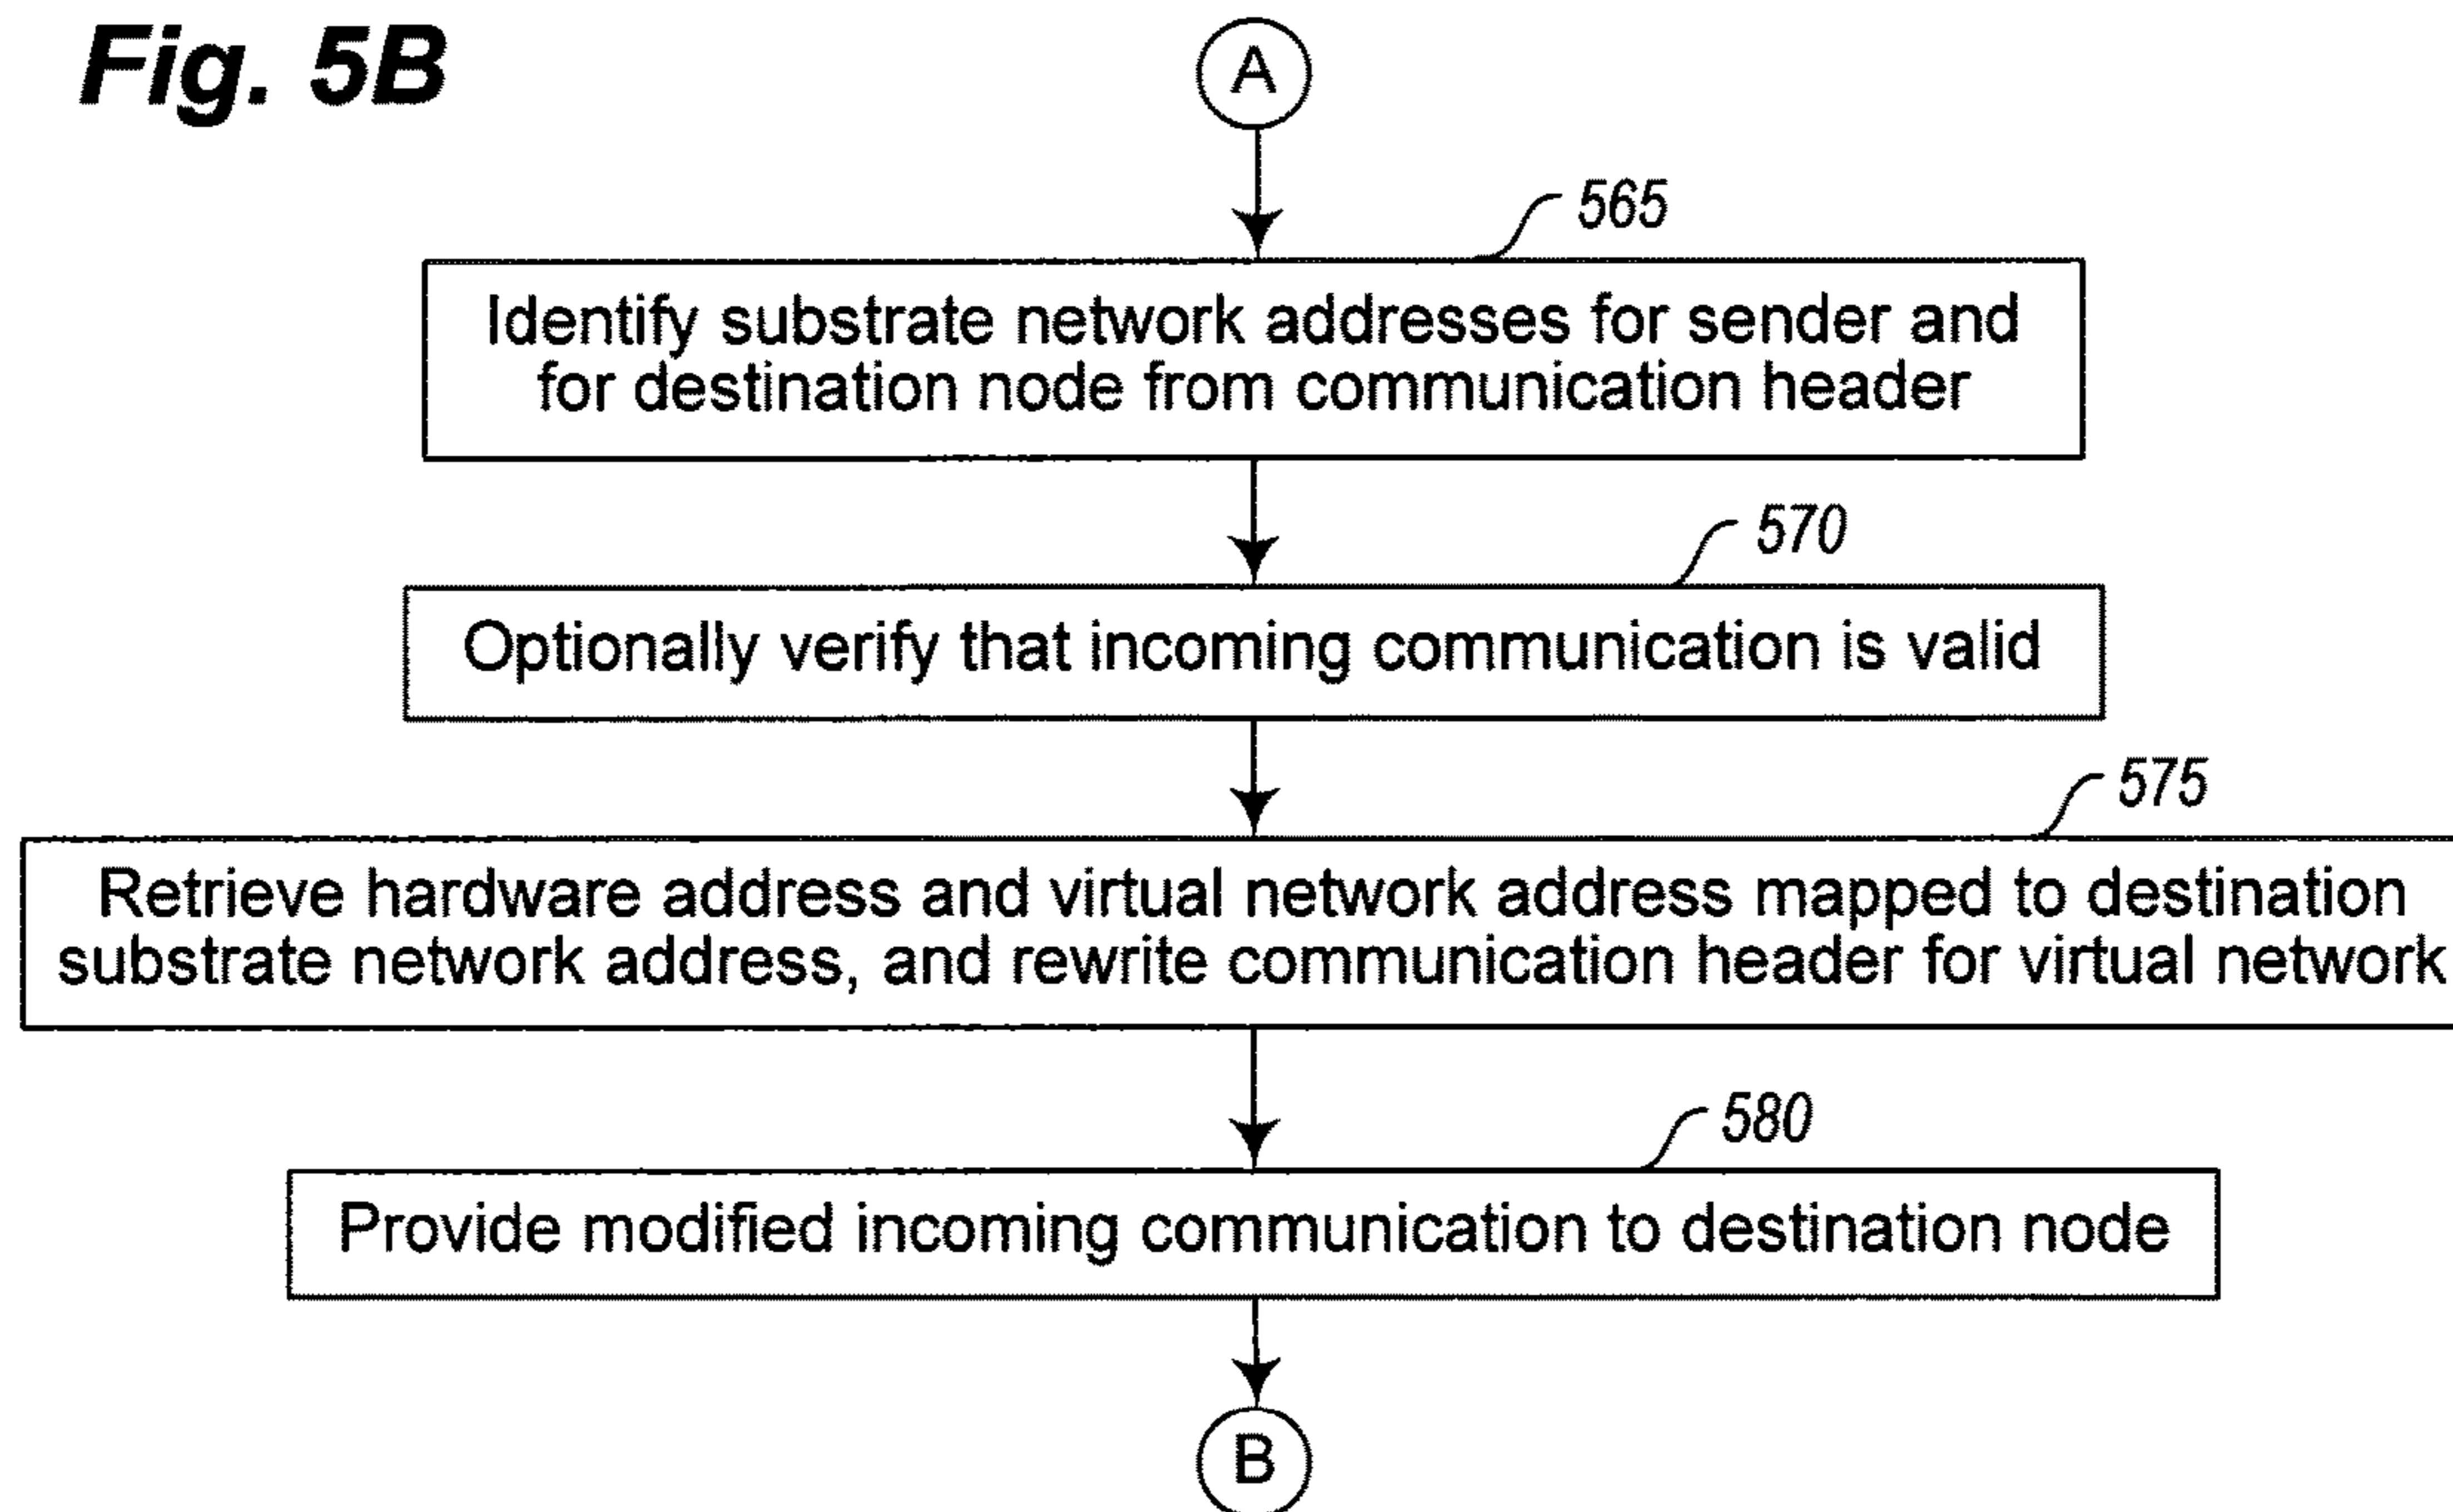 Fig. 5B
A
565
Identify substrate network addresses for sender and
for destination node from communication header
570
Optionally verify that incoming communication is valid
575
Retrieve hardware address and virtual network address mapped to destination
substrate network address, and rewrite communication header for virtual network
580
Provide modified incoming communication to destination node
B